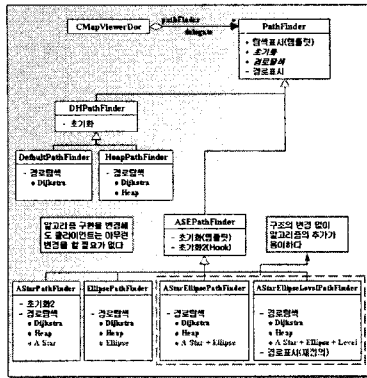 CMapViewerDoc
pathFinder
delegate
PathFinder
+ 탐색표시(템플릿)
+ 초기화
+ 경로탐색
- 경로표시
DHPathFinder
- 초기화
DefaultPathFinder
- 경로탐색
● Dijkstra
HeapPathFinder
- 경로탐색
● Dijkstra
● Heap
알고리즘 구현을 변경해
도 클라이언트는 아무런
변경을 할 필요가 없다
ASEPathFinder
- 초기화(템플릿)
- 초기화2(Hook)
구조의 변경 없이
알고리즘의 추가가
용이하다
AStarPathFinder
- 초기화2
- 경로탐색
● Dijkstra
● Heap
● A Star
EllipsePathFinder
- 경로탐색
● Dijkstra
● Heap
● Ellipse
AStarEllipsePathFinder
- 경로탐색
● Dijkstra
● Heap
● A Star + Ellipse
AStarEllipseLevelPathFinder
- 경로탐색
● Dijkstra
● Heap
● A Star + Ellipse + Level
- 경로표시(재정의)